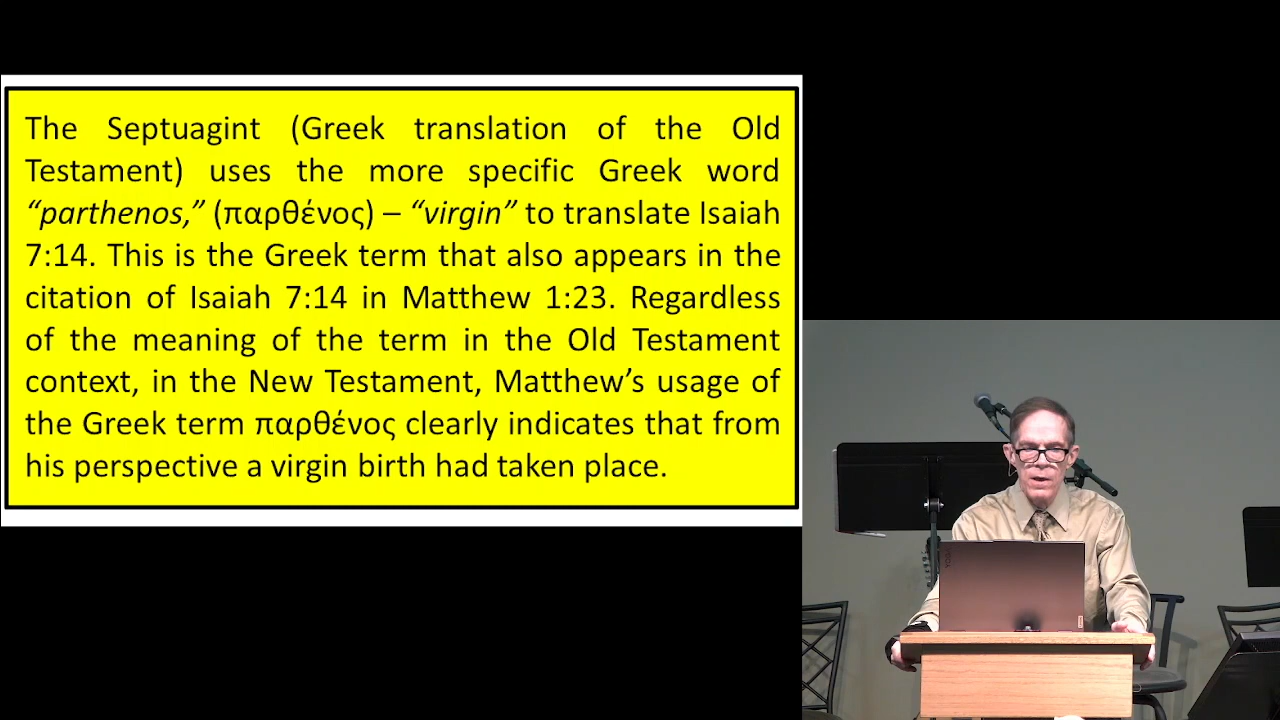 The Septuagint (Greek translation of the Old
Testament) uses the more specific Greek word
“parthenos,” (παρθένος) – “virgin” to translate Isaiah
7:14. This is the Greek term that also appears in the
citation of Isaiah 7:14 in Matthew 1:23. Regardless
of the meaning of the term in the Old Testament
context, in the New Testament, Matthew’s usage of
the Greek term παρθένος clearly indicates that from
his perspective a virgin birth had taken place.